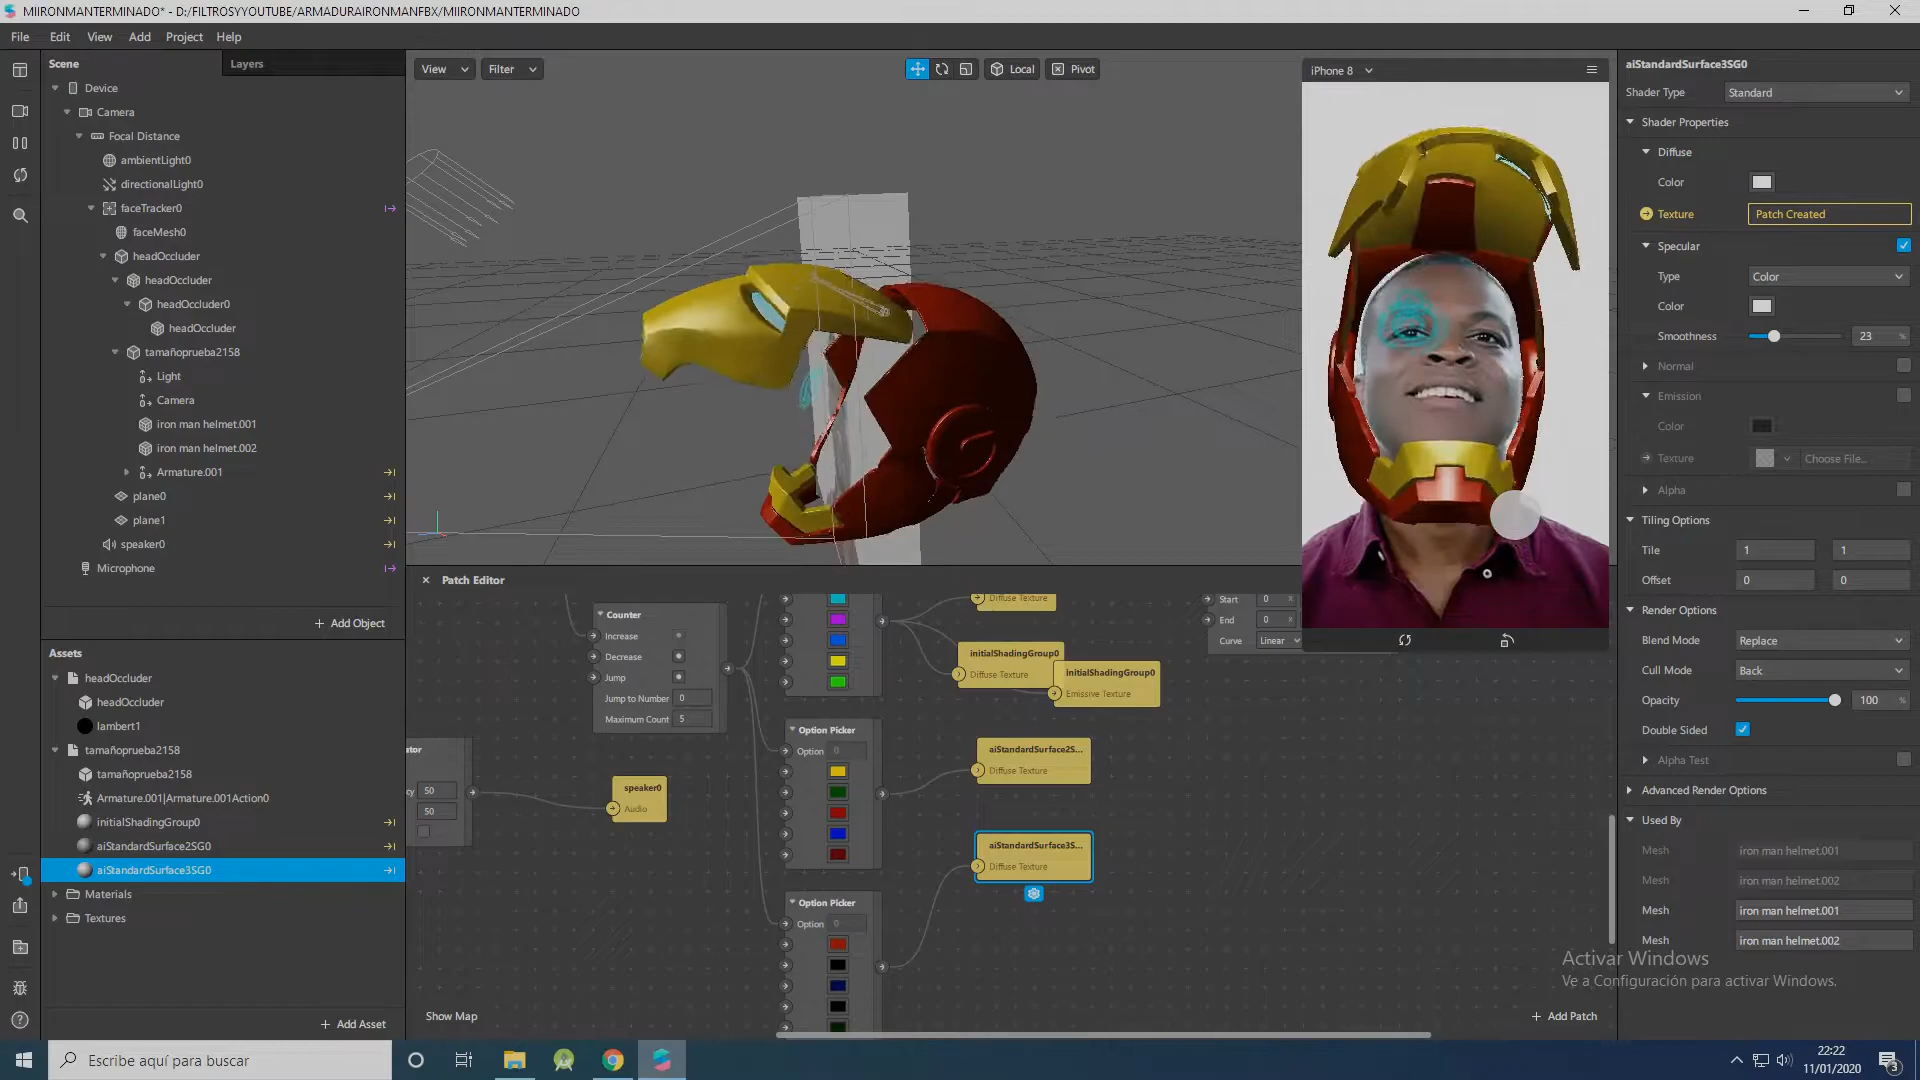 MIIRONMANTERMINADO* - D:/FILTROSYYOUTUBE/ARMADURAIRONMANFBX/MIIRONMANTERMINADO
File Edit View Add Project Help
Scene
Layers
Device
Camera
Focal Distance
ambientLight0
directionalLight0
faceTracker0
faceMesh0
headOccluder
headOccluder
headOccluder0
headOccluder
tamañoprueba2158
Light
Camera
iron man helmet.001
iron man helmet.002
Armature.001
plane0
plane1
speaker0
Microphone
+ Add Object
Assets
headOccluder
headOccluder
lambert1
tamañoprueba2158
tamañoprueba2158
Armature.001|Armature.001Action0
initialShadingGroup0
aiStandardSurface2SG0
aiStandardSurface3SG0
Materials
Textures
+ Add Asset
View
Filter
Local
Pivot
iPhone 8
Patch Editor
Counter
Increase
Decrease
Jump
Jump to Number 0
Maximum Count 5
ator
cy 50
50
speaker0
Audio
Option Picker
Option 0
Option Picker
Option 0
Diffuse Texture
initialShadingGroup0
Diffuse Texture
initialShadingGroup0
Emissive Texture
aiStandardSurface2S...
Diffuse Texture
aiStandardSurface3S...
Diffuse Texture
Start 0
End 0
Curve Linear
Show Map
+ Add Patch
aiStandardSurface3SG0
Shader Type Standard
Shader Properties
Diffuse
Color
Texture Patch Created
Specular
Type Color
Color
Smoothness 23 %
Normal
Emission
Color
Texture Choose File...
Alpha
Tiling Options
Tile 1 1
Offset 0 0
Render Options
Blend Mode Replace
Cull Mode Back
Opacity 100 %
Double Sided
Alpha Test
Advanced Render Options
Used By
Mesh iron man helmet.001
Mesh iron man helmet.002
Mesh iron man helmet.001
Mesh iron man helmet.002
Activar Windows
Ve a Configuración para activar Windows.
Escribe aquí para buscar
22:22
11/01/2020
3